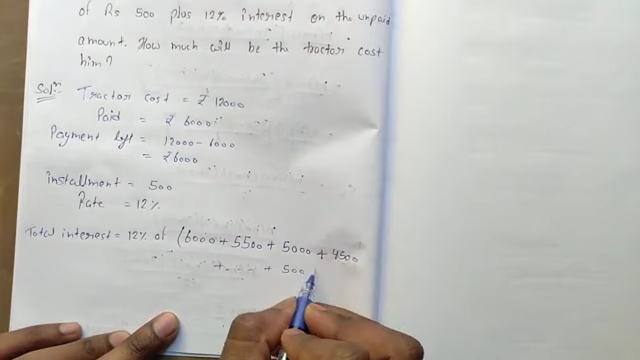 of Rs 500 plus 12% interest on the unpaid
amount. How much will be the tractor cost
him?
Solⁿ:- Tractor cost = ₹ 12000
Paid = ₹ 6000
Payment left = 12000 - 6000
= ₹6000
installment = 500
Rate = 12%
Total interest = 12% of (6000 + 5500 + 5000 + 4500
+ ... + 500